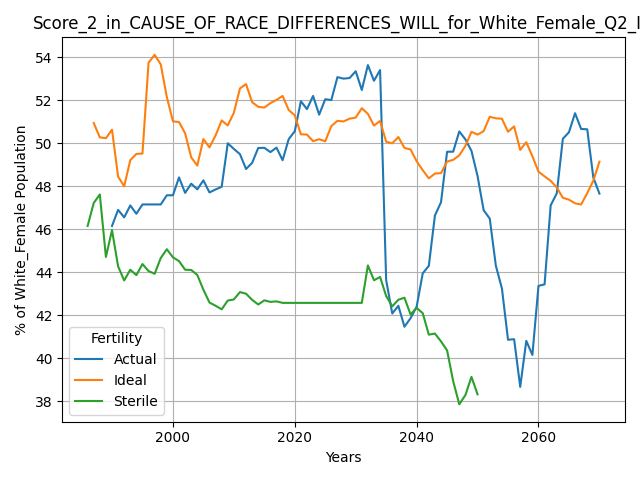 Score_2_in_CAUSE_OF_RACE_DIFFERENCES_WILL_for_White_Female_Q2_I
% of White_Female Population
54
52
50
48
46
44
42
40
38
Fertility
Actual
Ideal
Sterile
2000
2020
2040
2060
Years